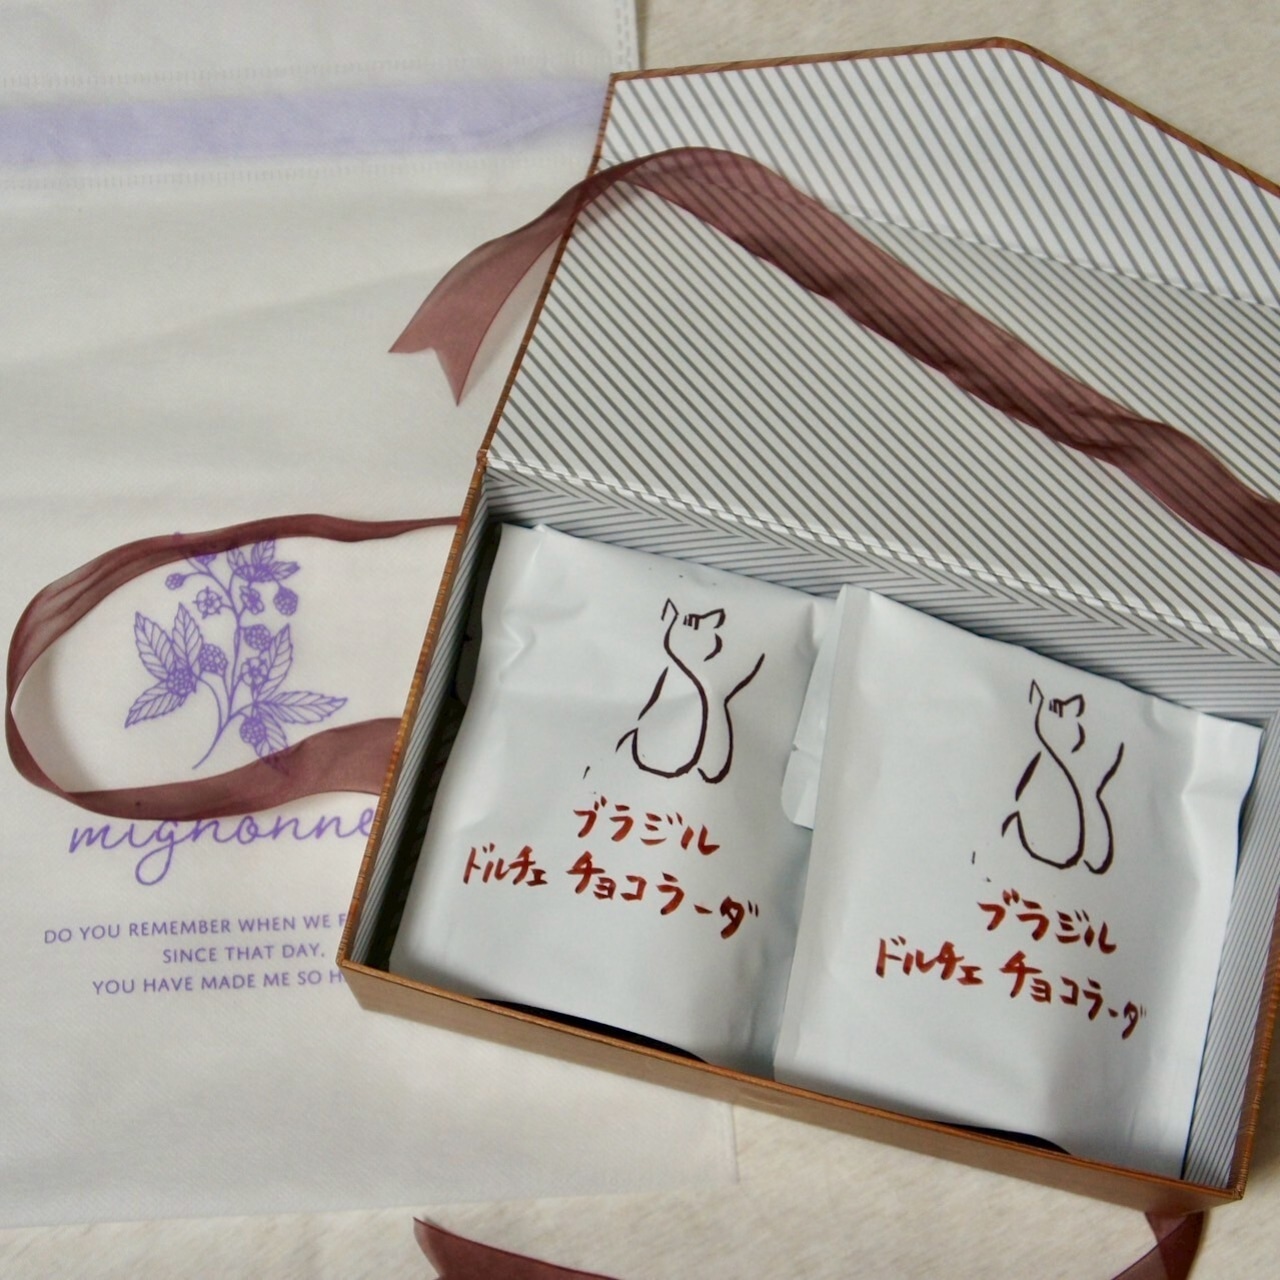 mignonne
DO YOU REMEMBER WHEN WE F
SINCE THAT DAY.
YOU HAVE MADE ME SO H
ブラジル
ドルチェ チョコラーダ
ブラジル
ドルチェ チョコラーダ